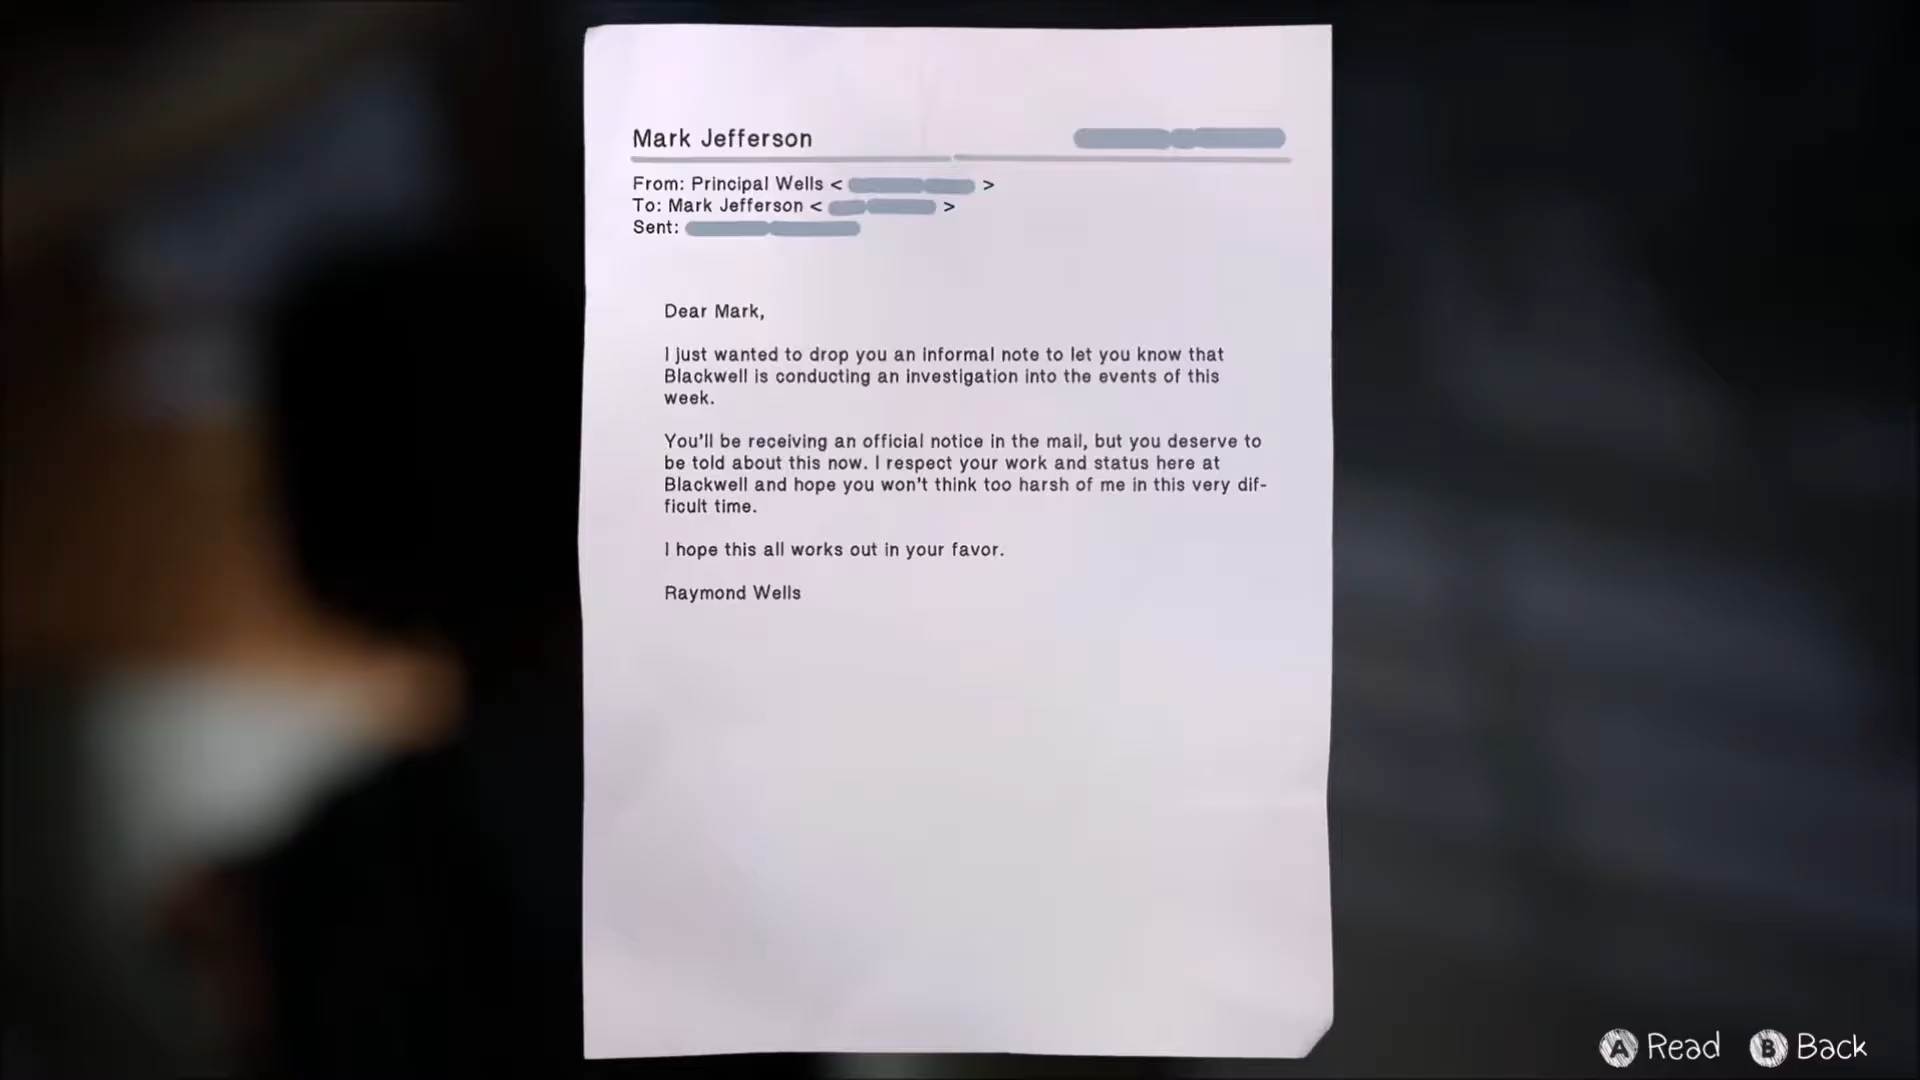 Mark Jefferson
From: Principal Wells < >
To: Mark Jefferson < >
Sent:
Dear Mark,
I just wanted to drop you an informal note to let you know that
Blackwell is conducting an investigation into the events of this
week.
You'll be receiving an official notice in the mail, but you deserve to
be told about this now. I respect your work and status here at
Blackwell and hope you won't think too harsh of me in this very dif-
ficult time.
I hope this all works out in your favor.
Raymond Wells
A Read B Back